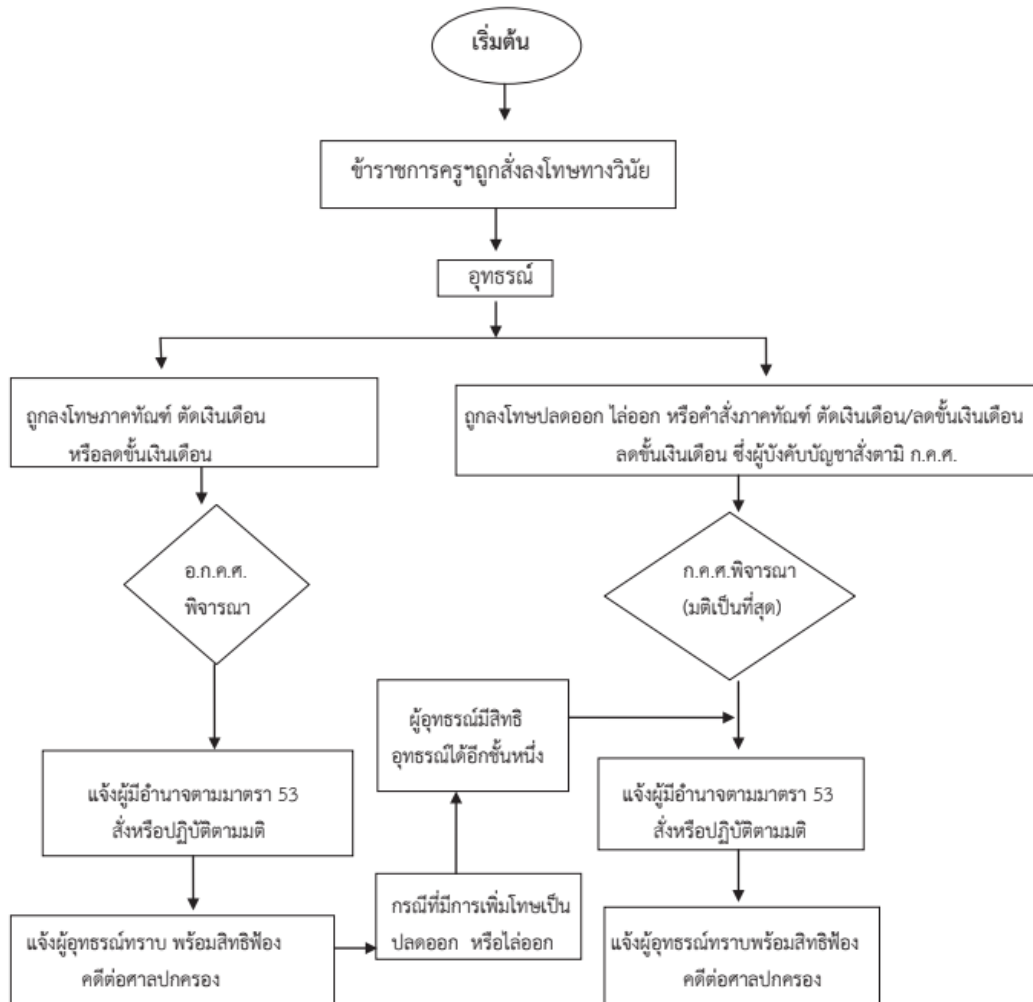 เริ่มต้น
ข้าราชการครูฯถูกสั่งลงโทษทางวินัย
อุทธรณ์
ถูกลงโทษภาคทัณฑ์ ตัดเงินเดือน
หรือลดขั้นเงินเดือน
ถูกลงโทษปลดออก ไล่ออก หรือคำสั่งภาคทัณฑ์ ตัดเงินเดือน/ลดขั้นเงินเดือน
ลดขั้นเงินเดือน ซึ่งผู้บังคับบัญชาสั่งตามิ ก.ค.ศ.
อ.ก.ค.ศ.
พิจารณา
ก.ค.ศ.พิจารณา
(มติเป็นที่สุด)
ผู้อุทธรณ์มีสิทธิ
อุทธรณ์ได้อีกชั้นหนึ่ง
แจ้งผู้มีอำนาจตามมาตรา 53
สั่งหรือปฏิบัติตามมติ
แจ้งผู้มีอำนาจตามมาตรา 53
สั่งหรือปฏิบัติตามมติ
แจ้งผู้อุทธรณ์ทราบ พร้อมสิทธิฟ้อง
คดีต่อศาลปกครอง
กรณีที่มีการเพิ่มโทษเป็น
ปลดออก หรือไล่ออก
แจ้งผู้อุทธรณ์ทราบพร้อมสิทธิฟ้อง
คดีต่อศาลปกครอง